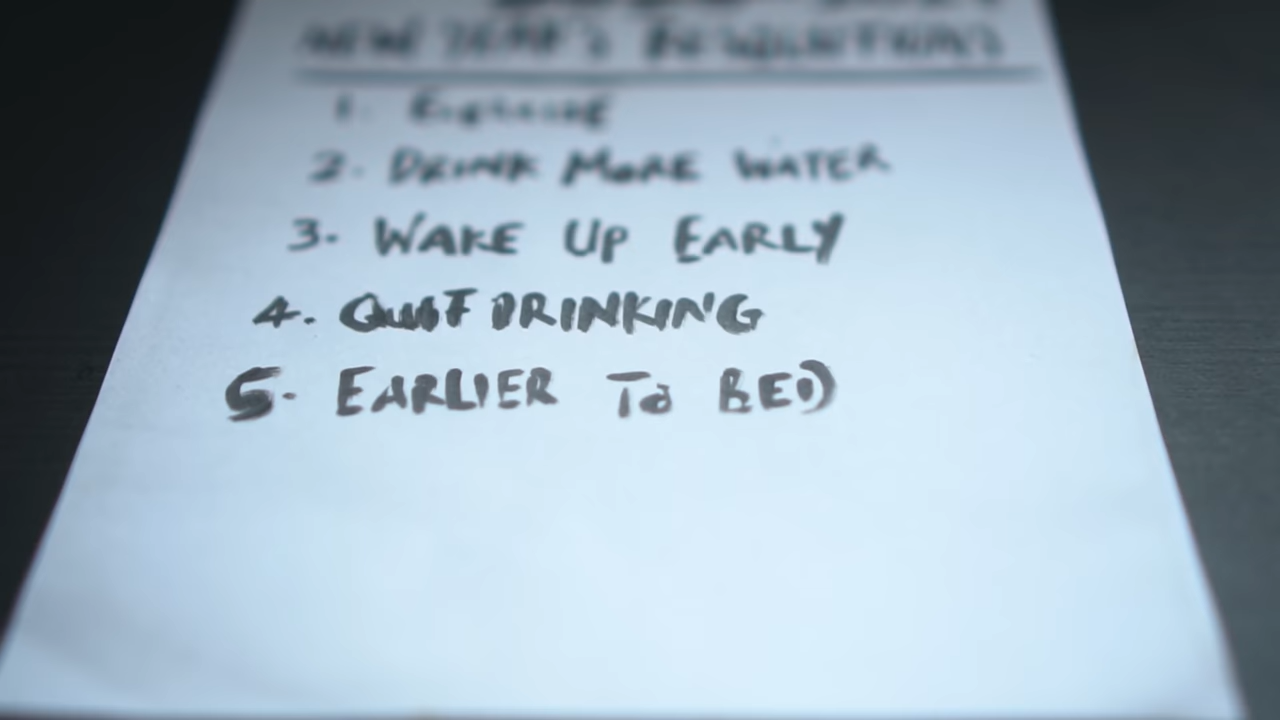 NEW YEAR'S RESOLUTIONS
1. EXERCISE
2. DRINK MORE WATER
3. WAKE UP EARLY
4. QUIT DRINKING
5. EARLIER TO BED